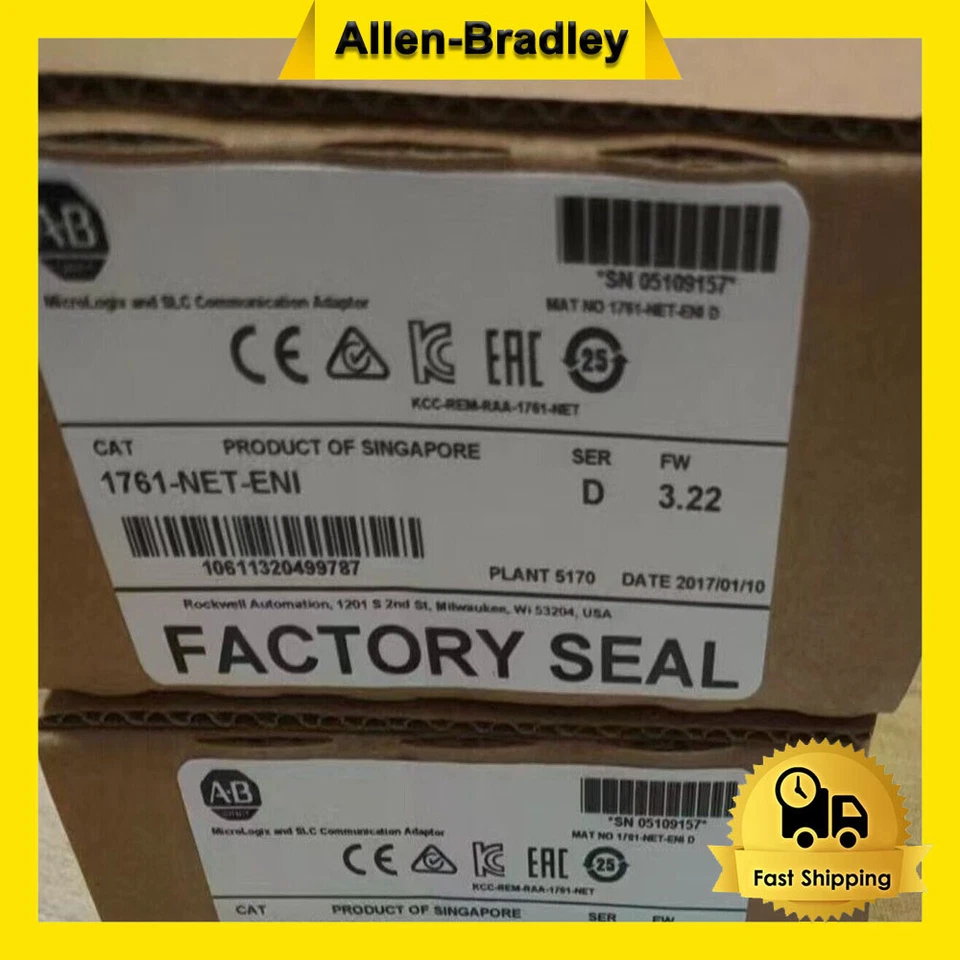 Allen-Bradley
A-B
*SN 05109157*
MicroLogix and SLC Communication Adaptor
MAT NO 1761-NET-ENI D
CE
EAC
25
KCC-REM-RAA-1761-NET
CAT PRODUCT OF SINGAPORE SER FW
1761-NET-ENI D 3.22
10611320499787
PLANT 5170 DATE 2017/01/10
Rockwell Automation, 1201 S 2nd St, Milwaukee, Wi 53204, USA
FACTORY SEAL
A-B
*SN 05109157*
MicroLogix and SLC Communication Adaptor
MAT NO 1761-NET-ENI D
CE
EAC
25
KCC-REM-RAA-1761-NET
CAT PRODUCT OF SINGAPORE SER FW
Fast Shipping